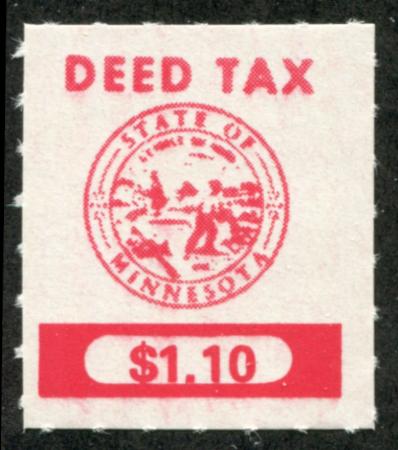 DEED TAX
STATE OF
MINNESOTA
$1.10